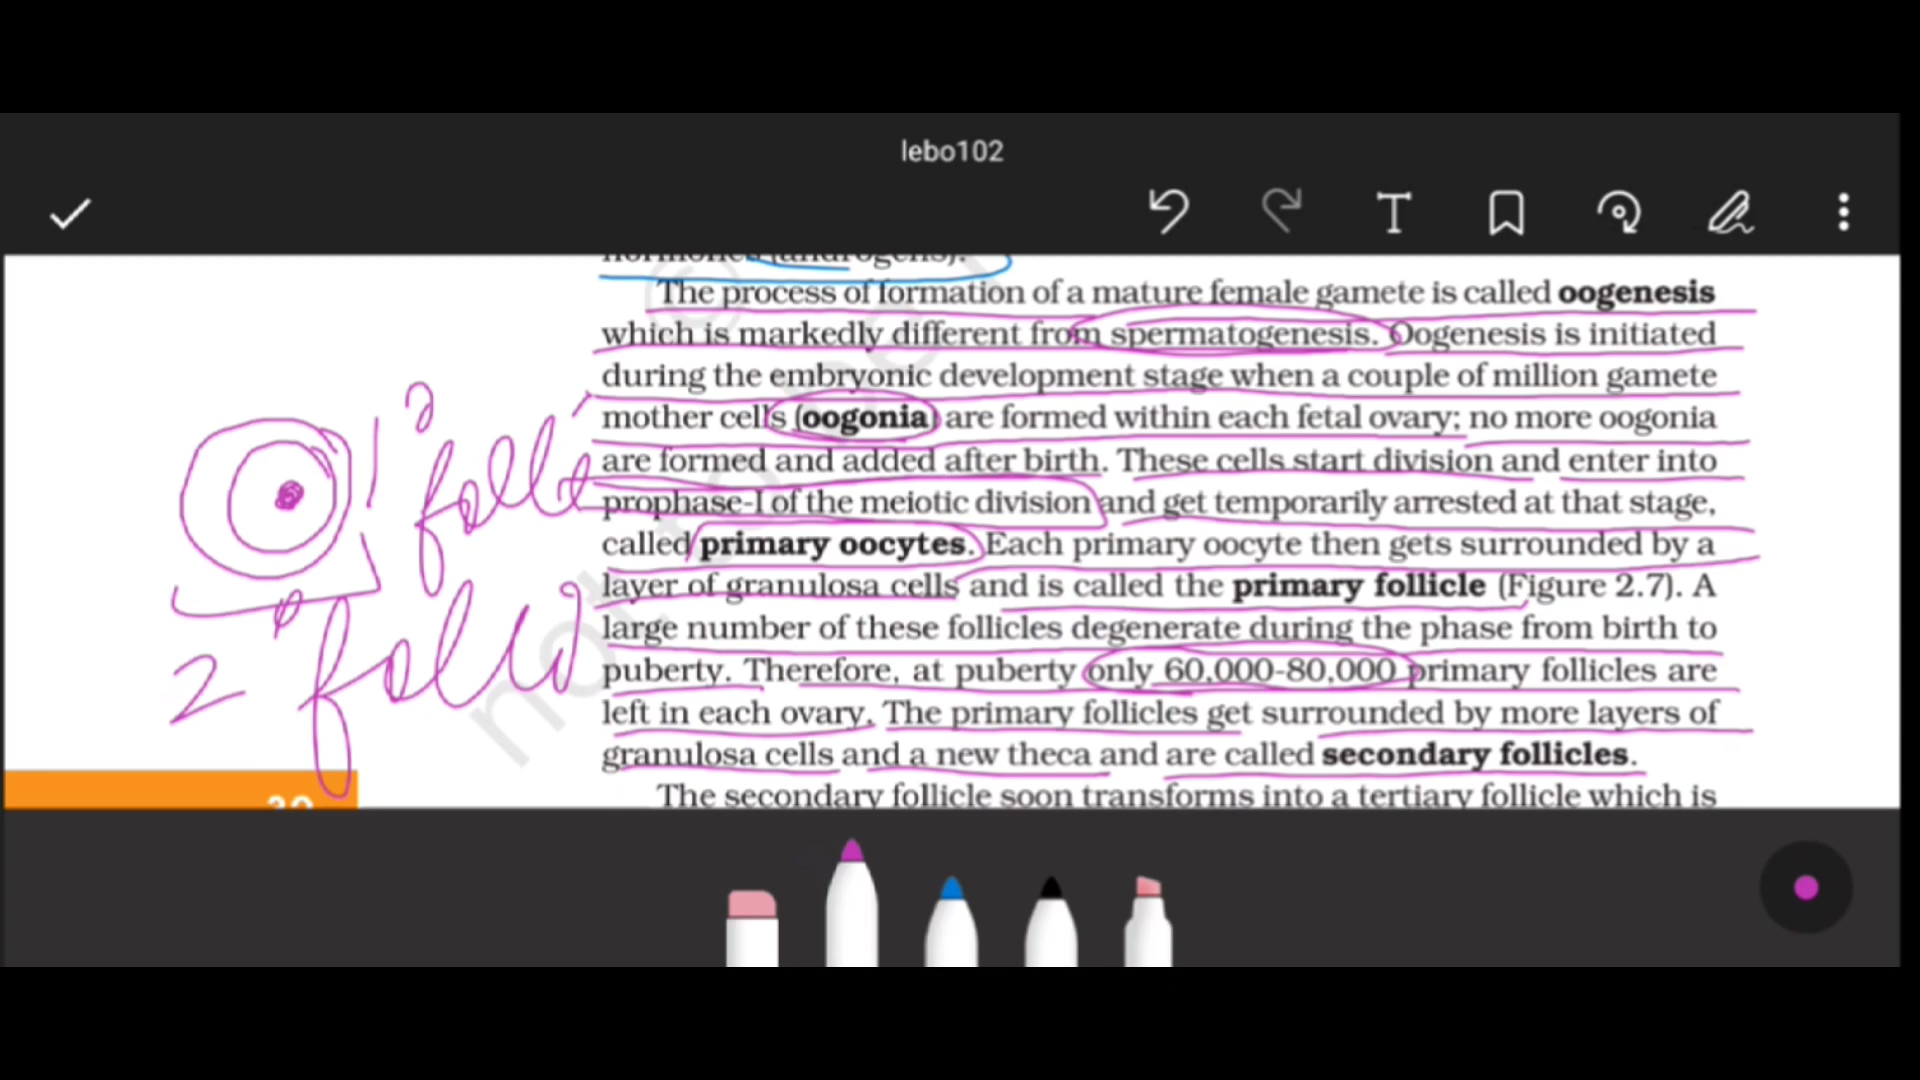 lebo102
hormones (androgens).
The process of formation of a mature female gamete is called oogenesis
which is markedly different from spermatogenesis. Oogenesis is initiated
during the embryonic development stage when a couple of million gamete
mother cells (oogonia) are formed within each fetal ovary; no more oogonia
are formed and added after birth. These cells start division and enter into
prophase-I of the meiotic division and get temporarily arrested at that stage,
called primary oocytes. Each primary oocyte then gets surrounded by a
layer of granulosa cells and is called the primary follicle (Figure 2.7). A
large number of these follicles degenerate during the phase from birth to
puberty. Therefore, at puberty only 60,000-80,000 primary follicles are
left in each ovary. The primary follicles get surrounded by more layers of
granulosa cells and a new theca and are called secondary follicles.
The secondary follicle soon transforms into a tertiary follicle which is
1° folli
2°
not